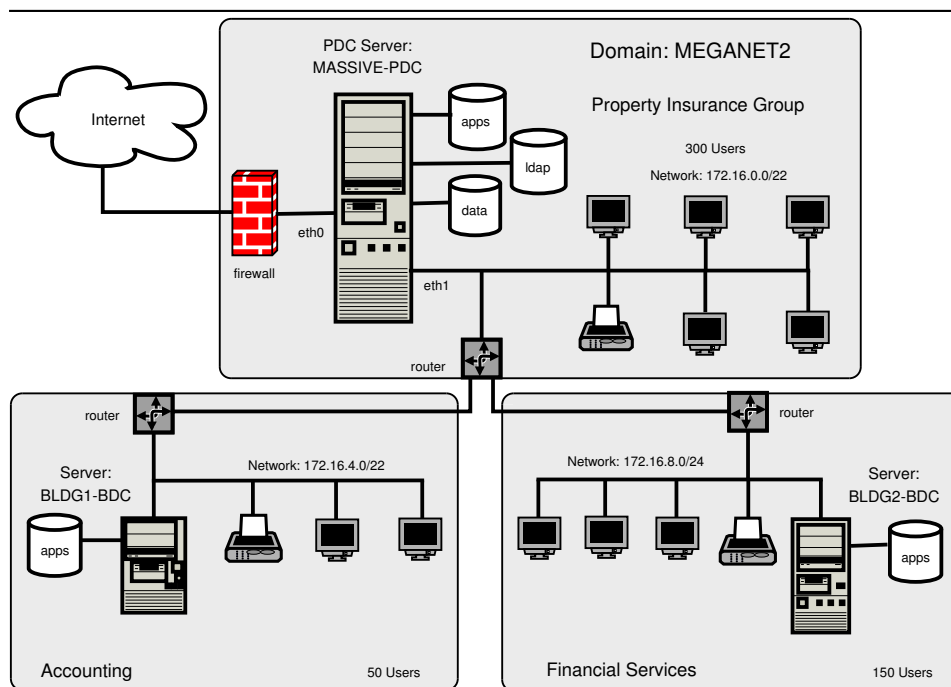 PDC Server:
MASSIVE-PDC
Domain: MEGANET2
Property Insurance Group
300 Users
Network: 172.16.0.0/22
Internet
apps
ldap
data
eth0
firewall
eth1
router
router
Network: 172.16.4.0/22
Server:
BLDG1-BDC
apps
Accounting
50 Users
router
Network: 172.16.8.0/24
Server:
BLDG2-BDC
apps
Financial Services
150 Users